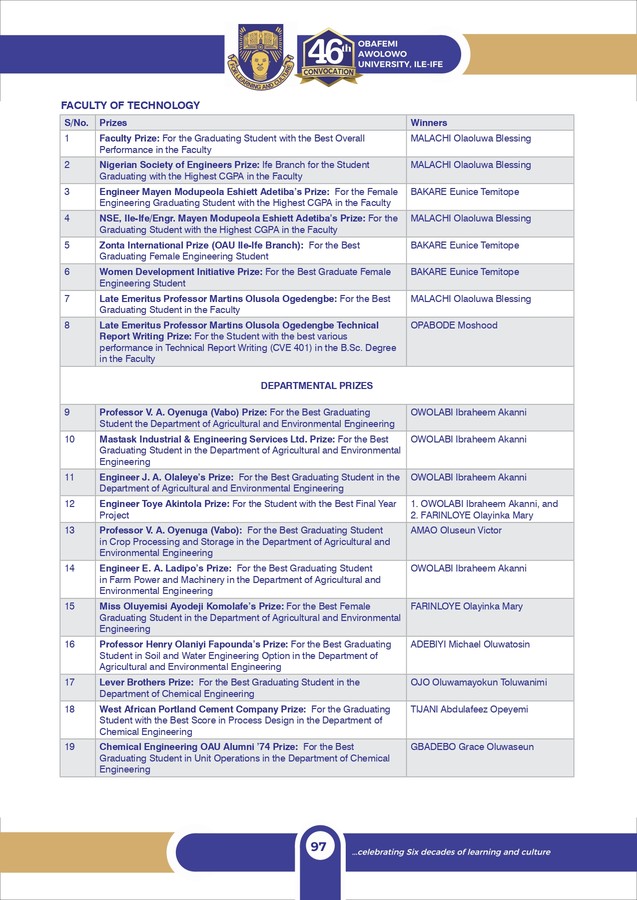 46th
CONVOCATION
OBAFEMI
AWOLOWO
UNIVERSITY, ILE-IFE
FOR LEARNING AND CULTURE
FACULTY OF TECHNOLOGY
S/No. Prizes Winners
1 Faculty Prize: For the Graduating Student with the Best Overall MALACHI Olaoluwa Blessing
Performance in the Faculty
2 Nigerian Society of Engineers Prize: Ife Branch for the Student MALACHI Olaoluwa Blessing
Graduating with the Highest CGPA in the Faculty
3 Engineer Mayen Modupeola Eshiett Adetiba's Prize: For the Female BAKARE Eunice Temitope
Engineering Graduating Student with the Highest CGPA in the Faculty
4 NSE, Ile-Ife/Engr. Mayen Modupeola Eshiett Adetiba's Prize: For the MALACHI Olaoluwa Blessing
Graduating Student with the Highest CGPA in the Faculty
5 Zonta International Prize (OAU Ile-Ife Branch): For the Best BAKARE Eunice Temitope
Graduating Female Engineering Student
6 Women Development Initiative Prize: For the Best Graduate Female BAKARE Eunice Temitope
Engineering Student
7 Late Emeritus Professor Martins Olusola Ogedengbe: For the Best MALACHI Olaoluwa Blessing
Graduating Student in the Faculty
8 Late Emeritus Professor Martins Olusola Ogedengbe Technical OPABODE Moshood
Report Writing Prize: For the Student with the best various
performance in Technical Report Writing (CVE 401) in the B.Sc. Degree
in the Faculty
DEPARTMENTAL PRIZES
9 Professor V. A. Oyenuga (Vabo) Prize: For the Best Graduating OWOLABI Ibraheem Akanni
Student the Department of Agricultural and Environmental Engineering
10 Mastask Industrial & Engineering Services Ltd. Prize: For the Best OWOLABI Ibraheem Akanni
Graduating Student in the Department of Agricultural and Environmental
Engineering
11 Engineer J. A. Olaleye's Prize: For the Best Graduating Student in the OWOLABI Ibraheem Akanni
Department of Agricultural and Environmental Engineering
12 Engineer Toye Akintola Prize: For the Student with the Best Final Year 1. OWOLABI Ibraheem Akanni, and
Project 2. FARINLOYE Olayinka Mary
13 Professor V. A. Oyenuga (Vabo): For the Best Graduating Student AMAO Oluseun Victor
in Crop Processing and Storage in the Department of Agricultural and
Environmental Engineering
14 Engineer E. A. Ladipo's Prize: For the Best Graduating Student OWOLABI Ibraheem Akanni
in Farm Power and Machinery in the Department of Agricultural and
Environmental Engineering
15 Miss Oluyemisi Ayodeji Komolafe's Prize: For the Best Female FARINLOYE Olayinka Mary
Graduating Student in the Department of Agricultural and Environmental
Engineering
16 Professor Henry Olaniyi Fapounda's Prize: For the Best Graduating ADEBIYI Michael Oluwatosin
Student in Soil and Water Engineering Option in the Department of
Agricultural and Environmental Engineering
17 Lever Brothers Prize: For the Best Graduating Student in the OJO Oluwamayokun Toluwanimi
Department of Chemical Engineering
18 West African Portland Cement Company Prize: For the Graduating TIJANI Abdulafeez Opeyemi
Student with the Best Score in Process Design in the Department of
Chemical Engineering
19 Chemical Engineering OAU Alumni '74 Prize: For the Best GBADEBO Grace Oluwaseun
Graduating Student in Unit Operations in the Department of Chemical
Engineering
97
...celebrating Six decades of learning and culture